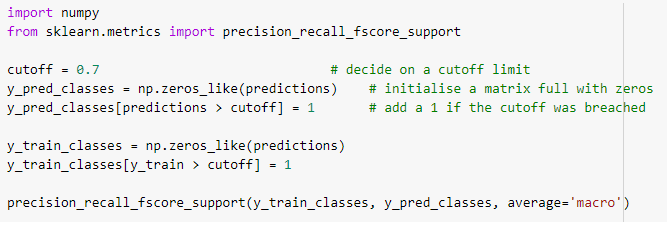 import numpy
from sklearn.metrics import precision_recall_fscore_support
cutoff = 0.7 # decide on a cutoff limit
y_pred_classes = np.zeros_like(predictions) # initialise a matrix full with zeros
y_pred_classes[predictions > cutoff] = 1 # add a 1 if the cutoff was breached
y_train_classes = np.zeros_like(predictions)
y_train_classes[y_train > cutoff] = 1
precision_recall_fscore_support(y_train_classes, y_pred_classes, average='macro')